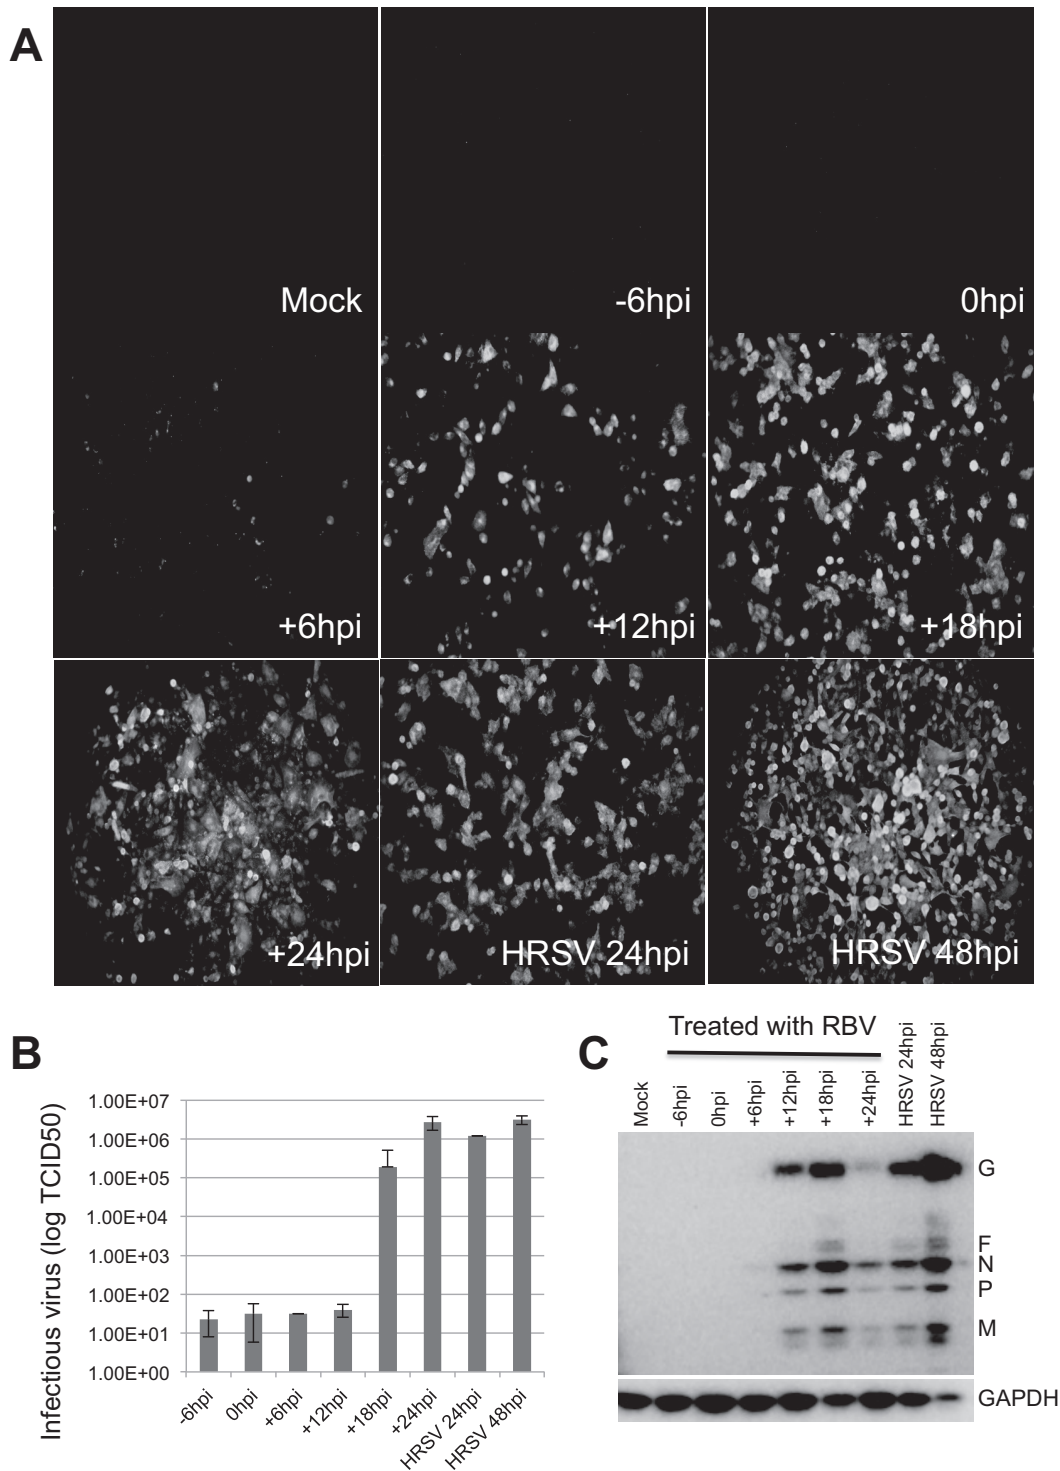 A
Mock
-6hpi
0hpi
+6hpi
+12hpi
+18hpi
+24hpi
HRSV 24hpi
HRSV 48hpi
B
Infectious virus (log TCID50)
1.00E+07
1.00E+06
1.00E+05
1.00E+04
1.00E+03
1.00E+02
1.00E+01
1.00E+00
-6hpi
0hpi
+6hpi
+12hpi
+18hpi
+24hpi
HRSV 24hpi
HRSV 48hpi
C
Treated with RBV
Mock
-6hpi
0hpi
+6hpi
+12hpi
+18hpi
+24hpi
HRSV 24hpi
HRSV 48hpi
G
F
N
P
M
GAPDH